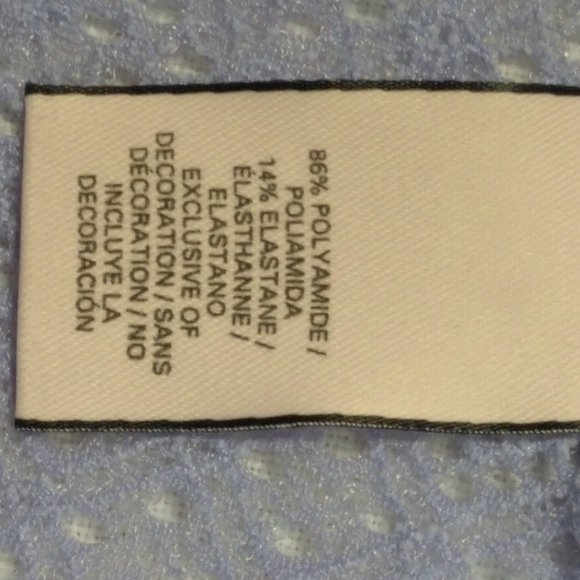 86% POLYAMIDE /
POLIAMIDA
14% ELASTANE /
ÉLASTHANNE /
ELASTANO
EXCLUSIVE OF
DECORATION / SANS
DÉCORATION / NO
INCLUYE LA
DECORACIÓN